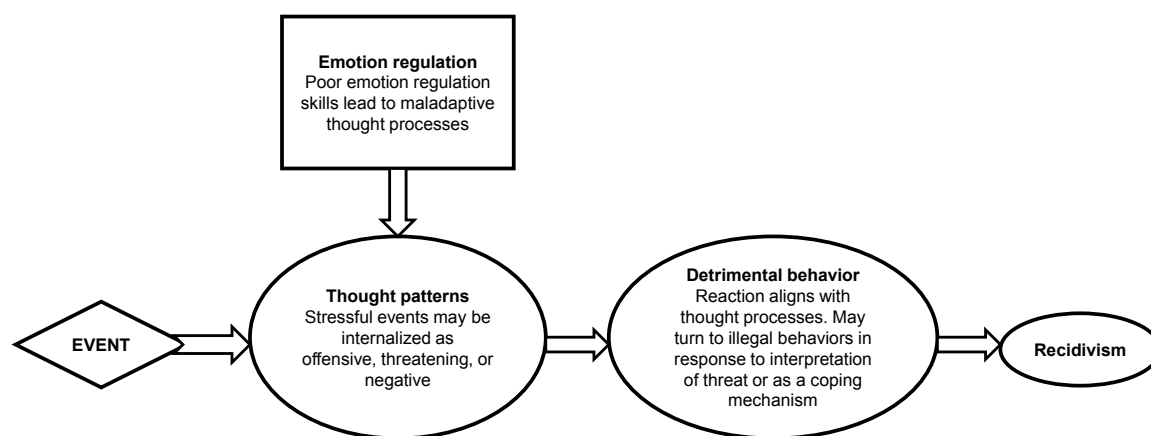 Emotion regulation
Poor emotion regulation
skills lead to maladaptive
thought processes
EVENT
Thought patterns
Stressful events may be
internalized as
offensive, threatening, or
negative
Detrimental behavior
Reaction aligns with
thought processes. May
turn to illegal behaviors in
response to interpretation
of threat or as a coping
mechanism
Recidivism